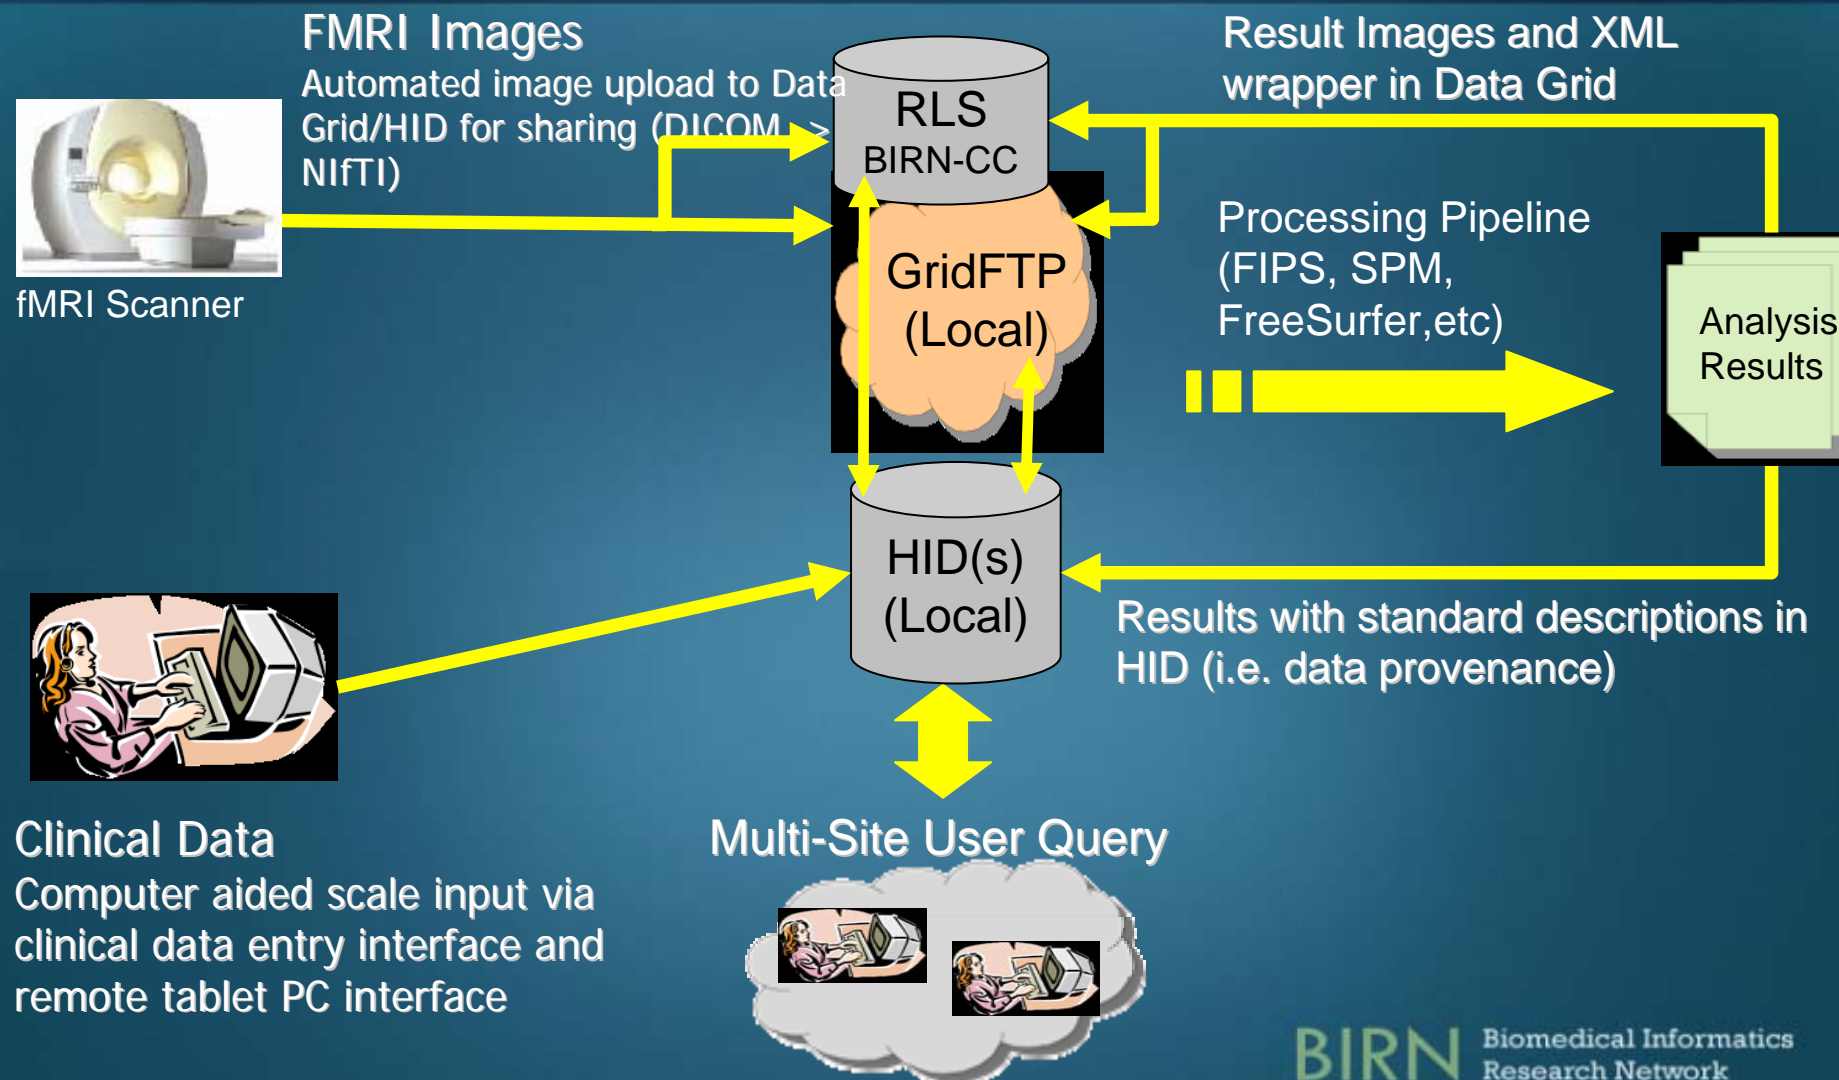 FMRI Images
Automated image upload to Data
Grid/HID for sharing (DICOM >
NIfTI)
fMRI Scanner
RLS
BIRN-CC
GridFTP
(Local)
Result Images and XML
wrapper in Data Grid
Processing Pipeline
(FIPS, SPM,
FreeSurfer,etc)
Analysis
Results
HID(s)
(Local)
Results with standard descriptions in
HID (i.e. data provenance)
Clinical Data
Computer aided scale input via
clinical data entry interface and
remote tablet PC interface
Multi-Site User Query
BIRN
Biomedical Informatics
Research Network